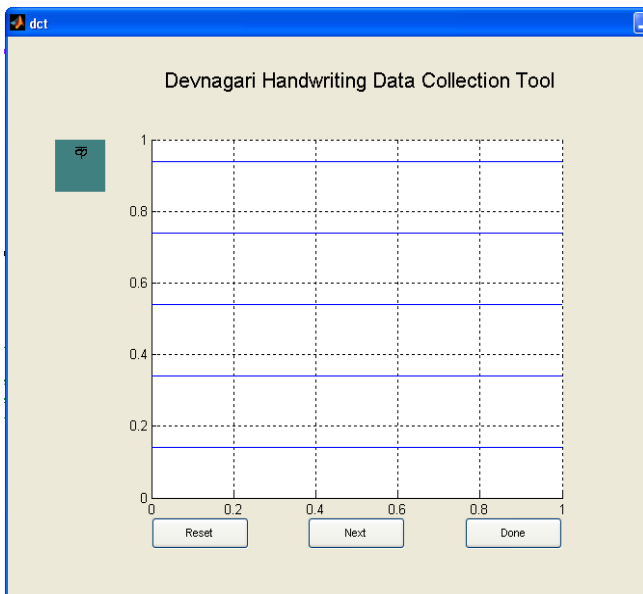 dct
Devnagari Handwriting Data Collection Tool
क
1
0.8
0.6
0.4
0.2
0
0 0.2 0.4 0.6 0.8 1
Reset Next Done